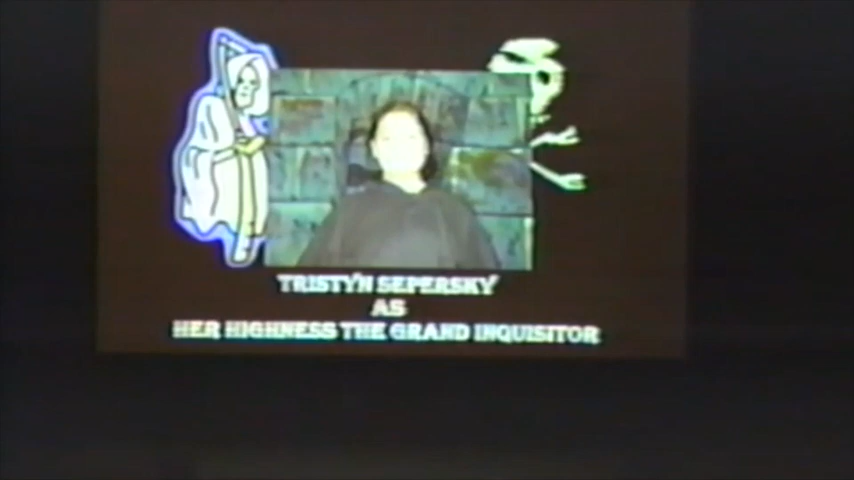 TRISTYN SEPERSKY
AS
HER HIGHNESS THE GRAND INQUISITOR